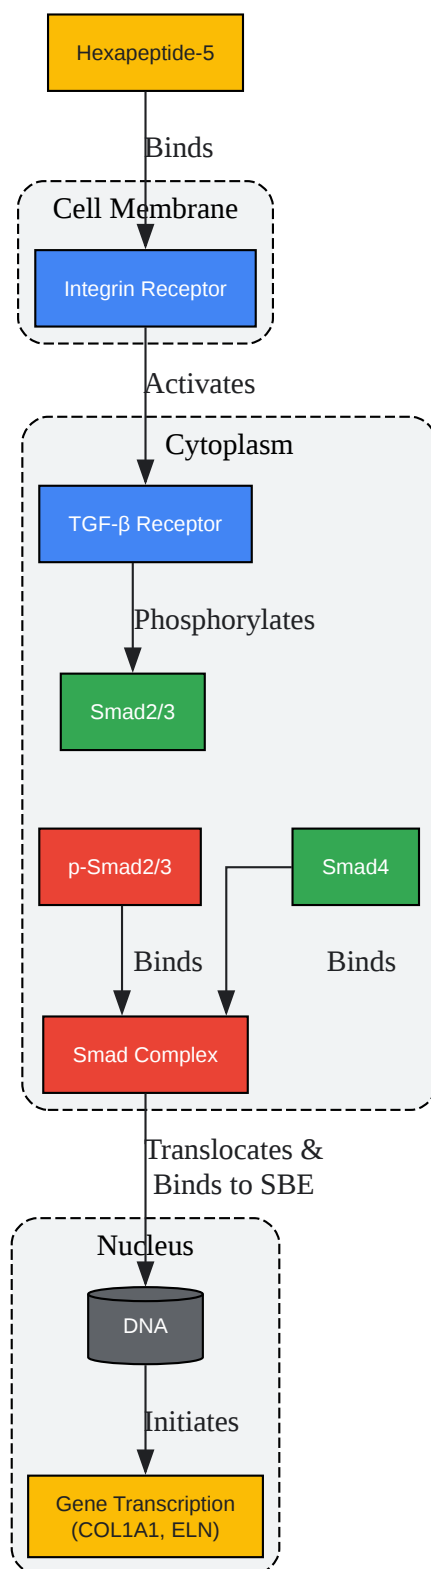 Hexapeptide-5
Binds
Cell Membrane
Integrin Receptor
Activates
Cytoplasm
TGF-β Receptor
Phosphorylates
Smad2/3
p-Smad2/3
Smad4
Binds
Binds
Smad Complex
Translocates &
Binds to SBE
Nucleus
DNA
Initiates
Gene Transcription
(COL1A1, ELN)